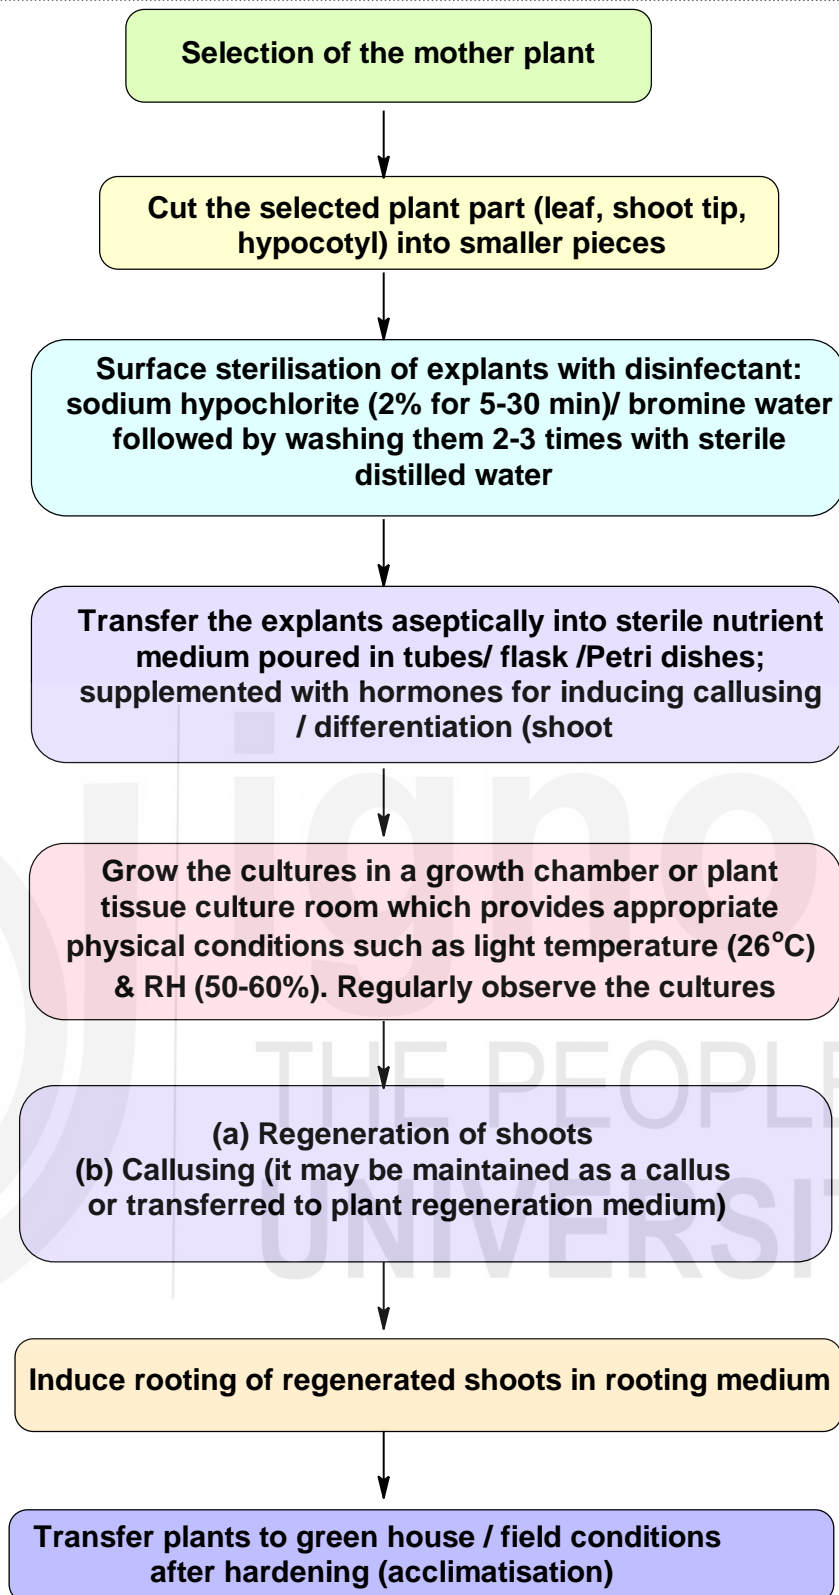 Selection of the mother plant
Cut the selected plant part (leaf, shoot tip,
hypocotyl) into smaller pieces
Surface sterilisation of explants with disinfectant:
sodium hypochlorite (2% for 5-30 min)/ bromine water
followed by washing them 2-3 times with sterile
distilled water
Transfer the explants aseptically into sterile nutrient
medium poured in tubes/ flask /Petri dishes;
supplemented with hormones for inducing callusing
/ differentiation (shoot
Grow the cultures in a growth chamber or plant
tissue culture room which provides appropriate
physical conditions such as light temperature (26°C)
& RH (50-60%). Regularly observe the cultures
(a) Regeneration of shoots
(b) Callusing (it may be maintained as a callus
or transferred to plant regeneration medium)
Induce rooting of regenerated shoots in rooting medium
Transfer plants to green house / field conditions
after hardening (acclimatisation)
igno
THE PEOPLE
UNIVERSIT